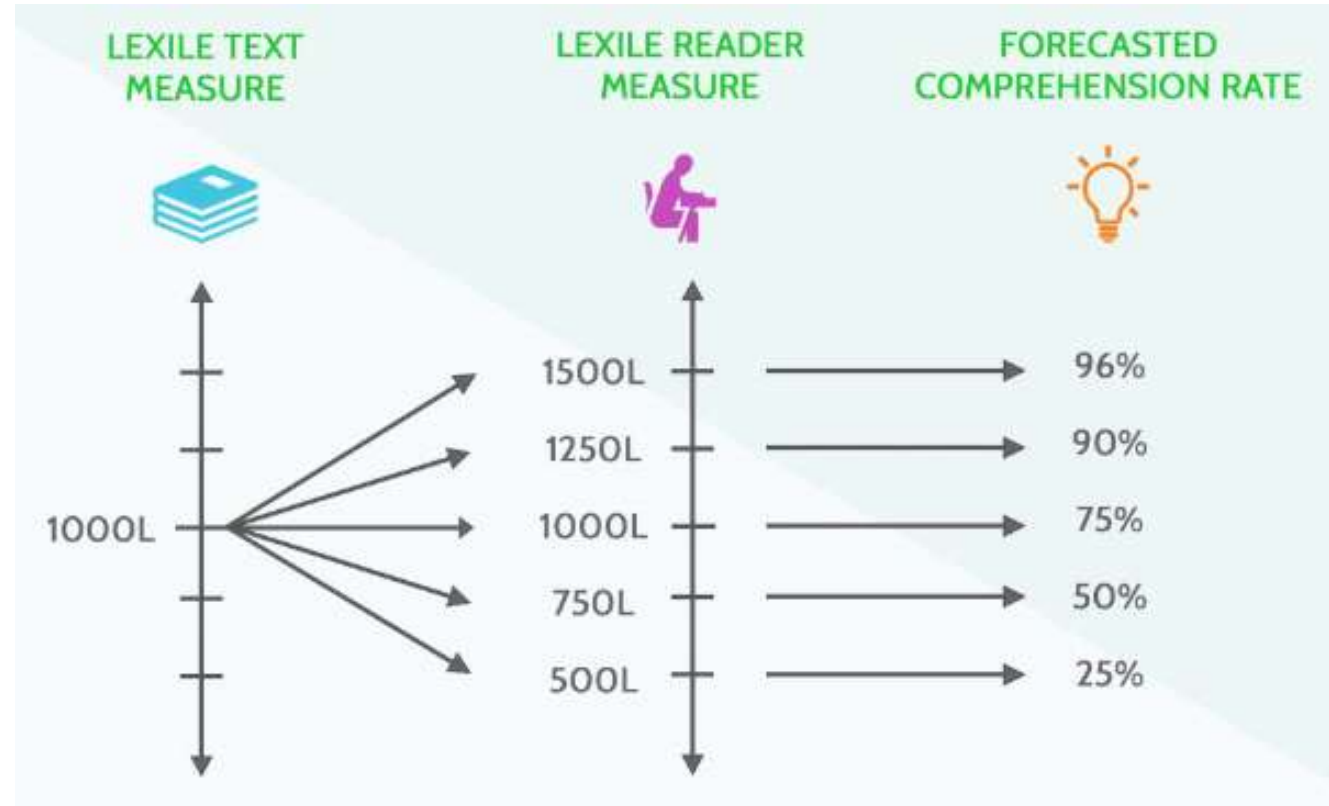 LEXILE TEXT
MEASURE
LEXILE READER
MEASURE
FORECASTED
COMPREHENSION RATE
1000L
1500L
1250L
1000L
750L
500L
96%
90%
75%
50%
25%